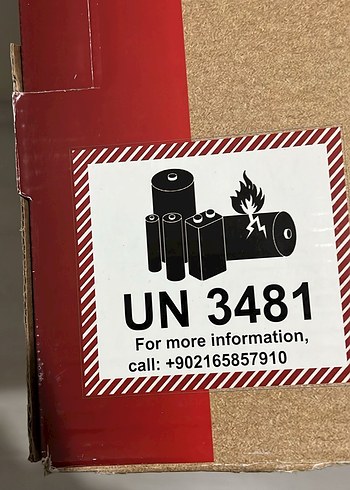 UN 3481
For more information,
call: +902165857910